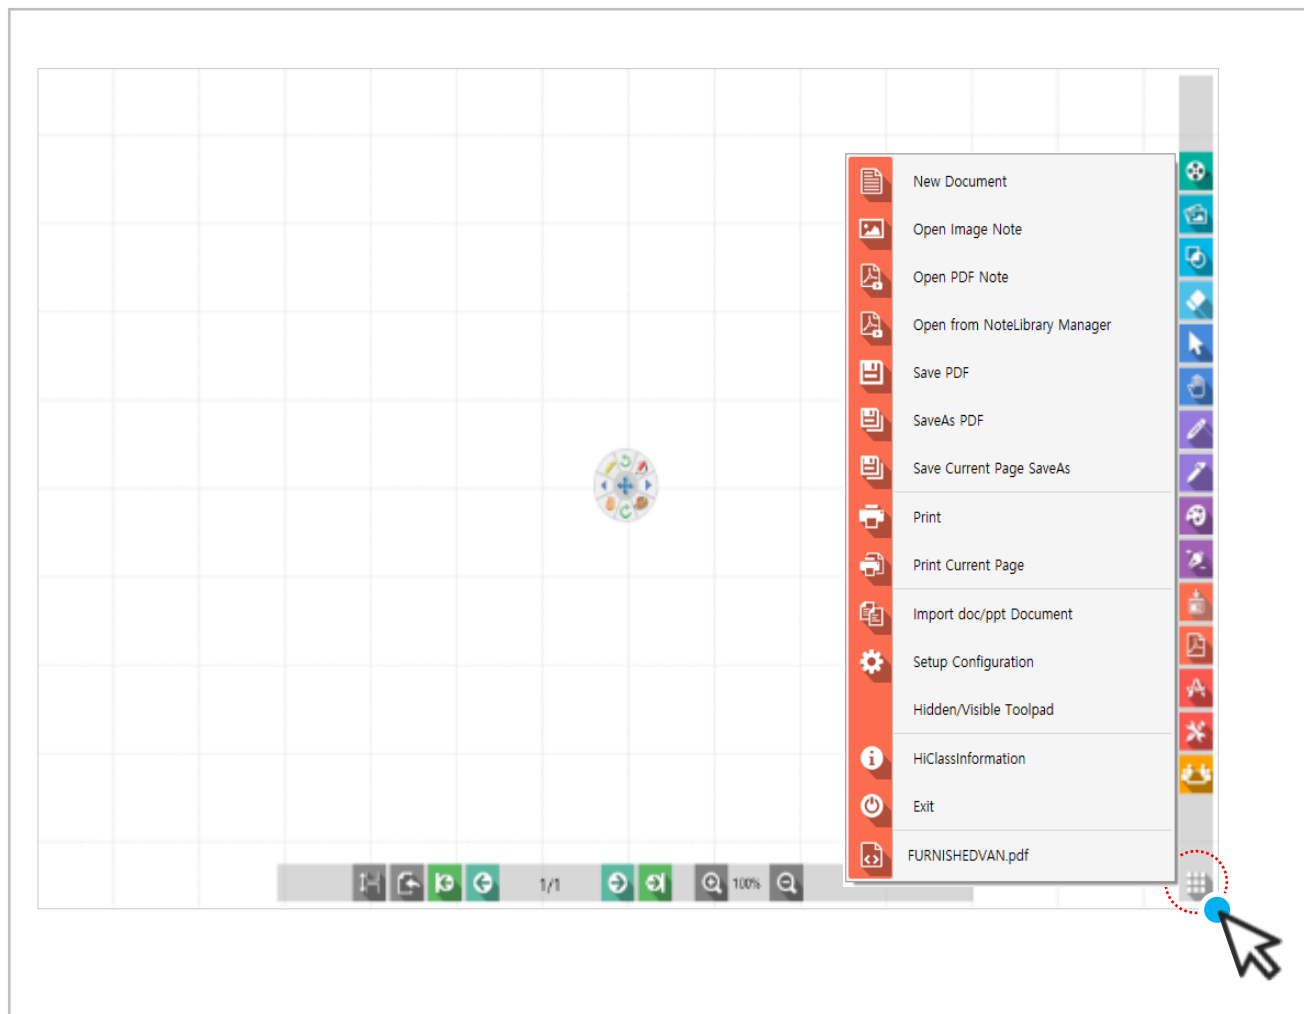 New Document
Open Image Note
Open PDF Note
Open from NoteLibrary Manager
Save PDF
SaveAs PDF
Save Current Page SaveAs
Print
Print Current Page
Import doc/ppt Document
Setup Configuration
Hidden/Visible Toolpad
HiClassInformation
Exit
FURNISHEDVAN.pdf
1/1
100%